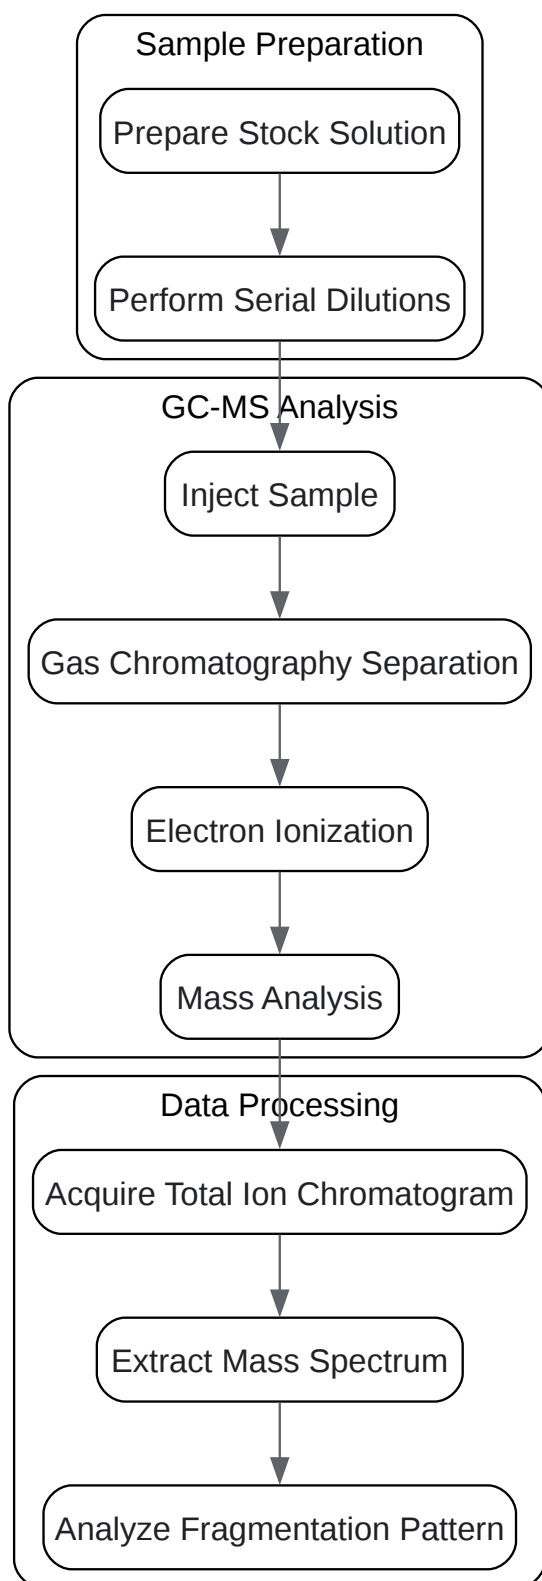 Sample Preparation
Prepare Stock Solution
Perform Serial Dilutions
GC-MS Analysis
Inject Sample
Gas Chromatography Separation
Electron Ionization
Mass Analysis
Data Processing
Acquire Total Ion Chromatogram
Extract Mass Spectrum
Analyze Fragmentation Pattern